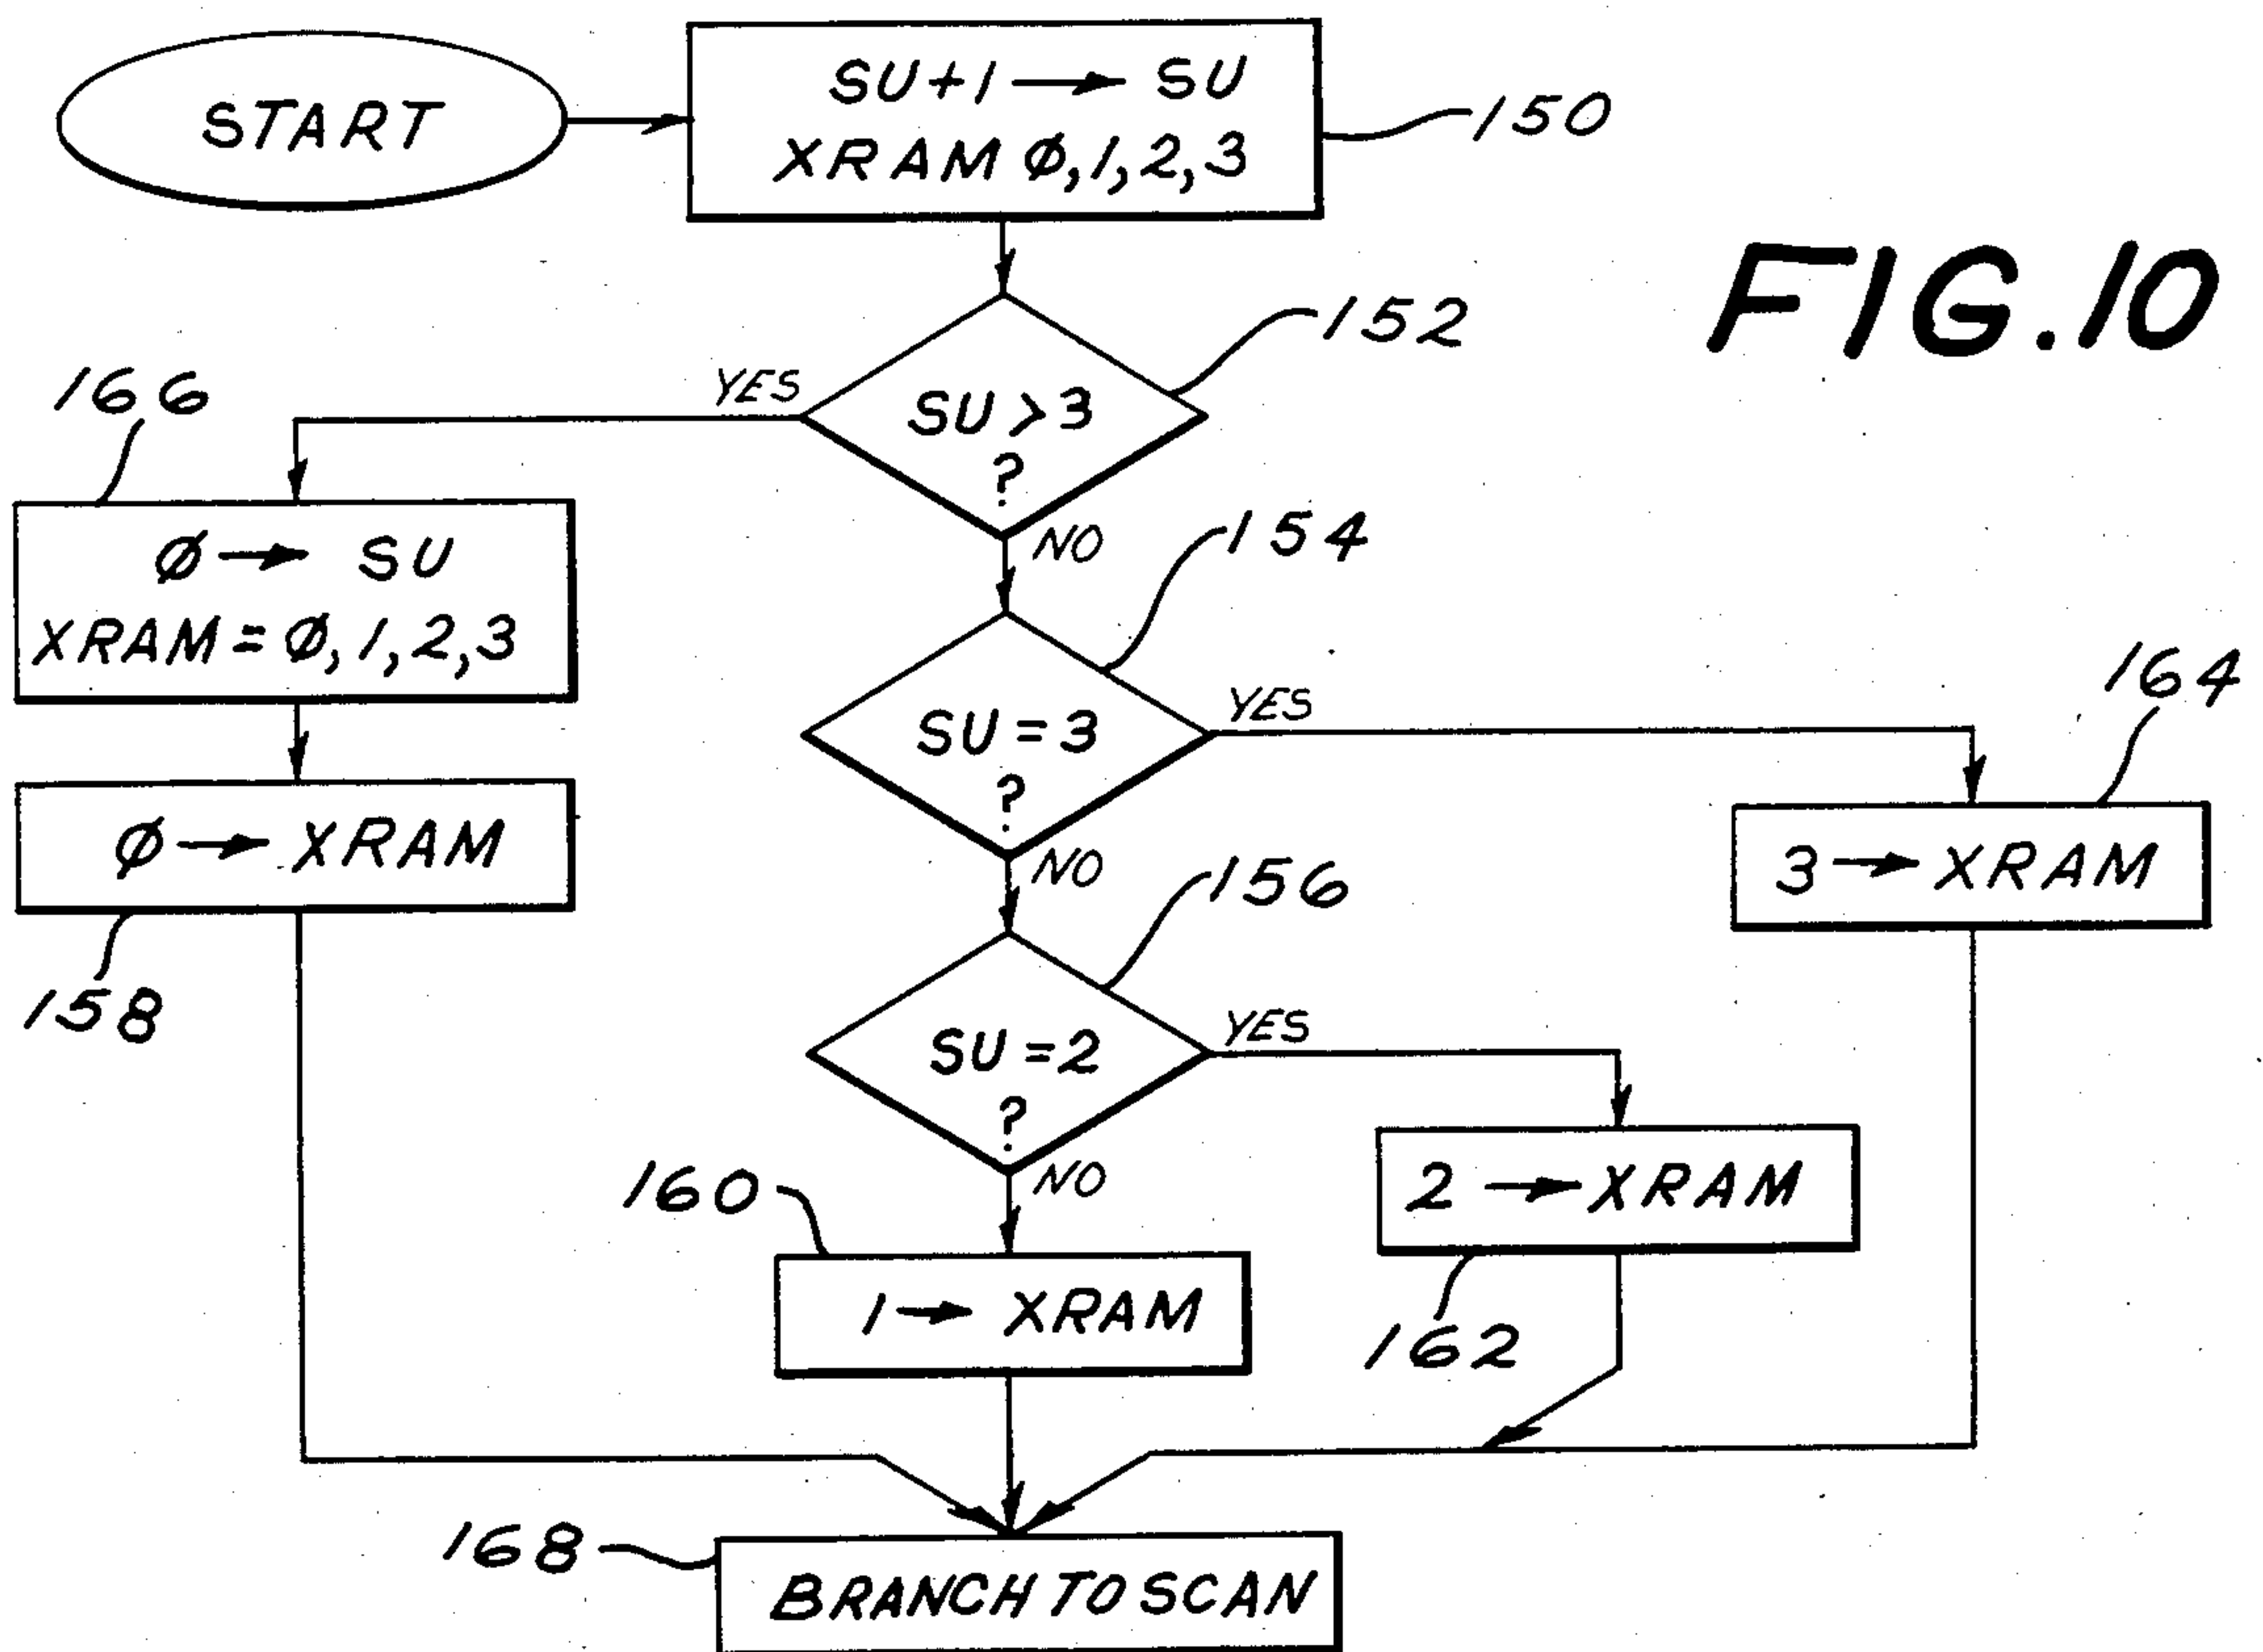 START
SU+1 → SU
XRAM Ø,1,2,3
150
FIG.10
152
SU > 3
?
YES
NO
166
Ø → SU
XRAM = Ø,1,2,3
154
SU = 3
?
YES
NO
164
3 → XRAM
Ø → XRAM
158
156
SU = 2
?
YES
NO
2 → XRAM
162
160
1 → XRAM
168
BRANCH TO SCAN